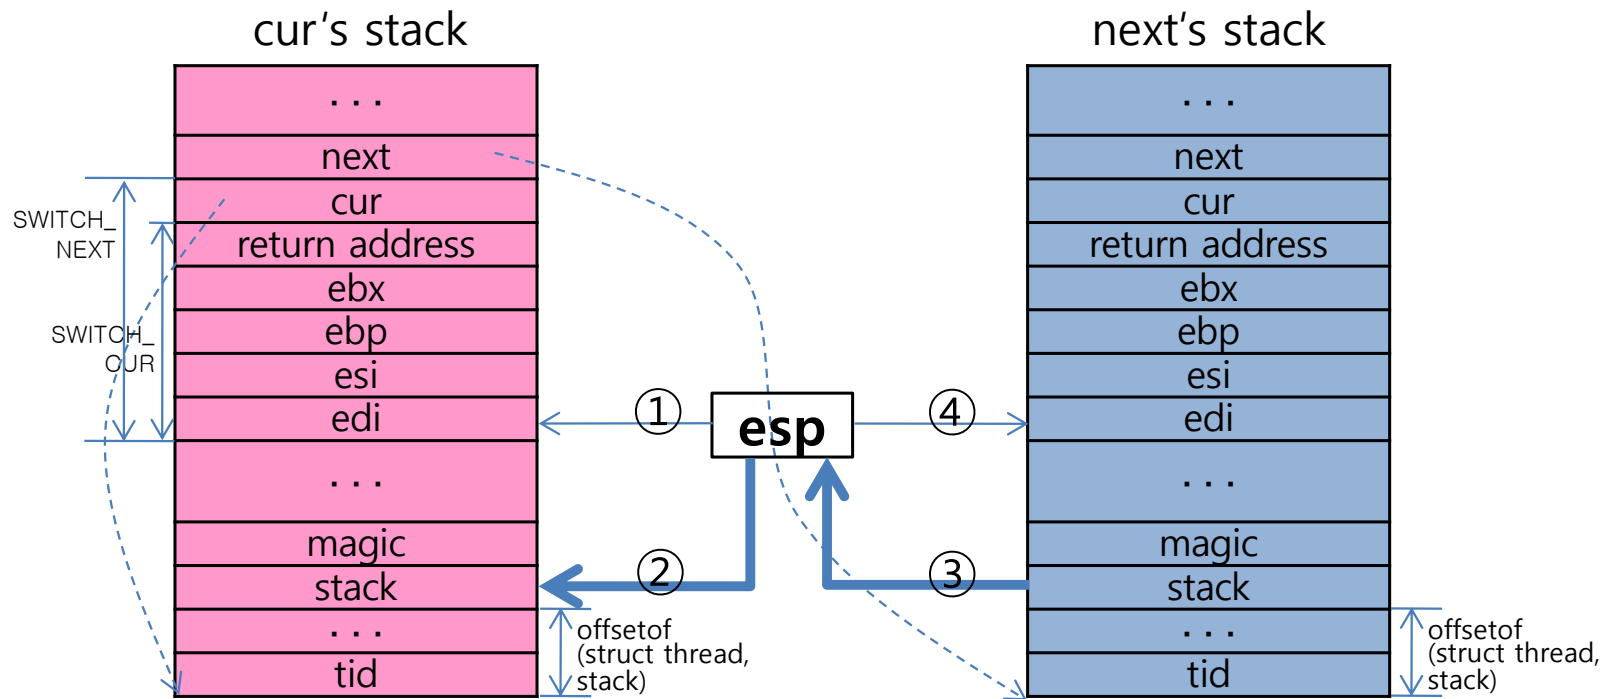 cur‘s stack
next‘s stack
. . .
next
cur
return address
ebx
ebp
esi
edi
. . .
magic
stack
. . .
tid
SWITCH_
NEXT
SWITCH_
CUR
①
②
esp
③
④
offsetof
(struct thread,
stack)
. . .
next
cur
return address
ebx
ebp
esi
edi
. . .
magic
stack
. . .
tid
offsetof
(struct thread,
stack)